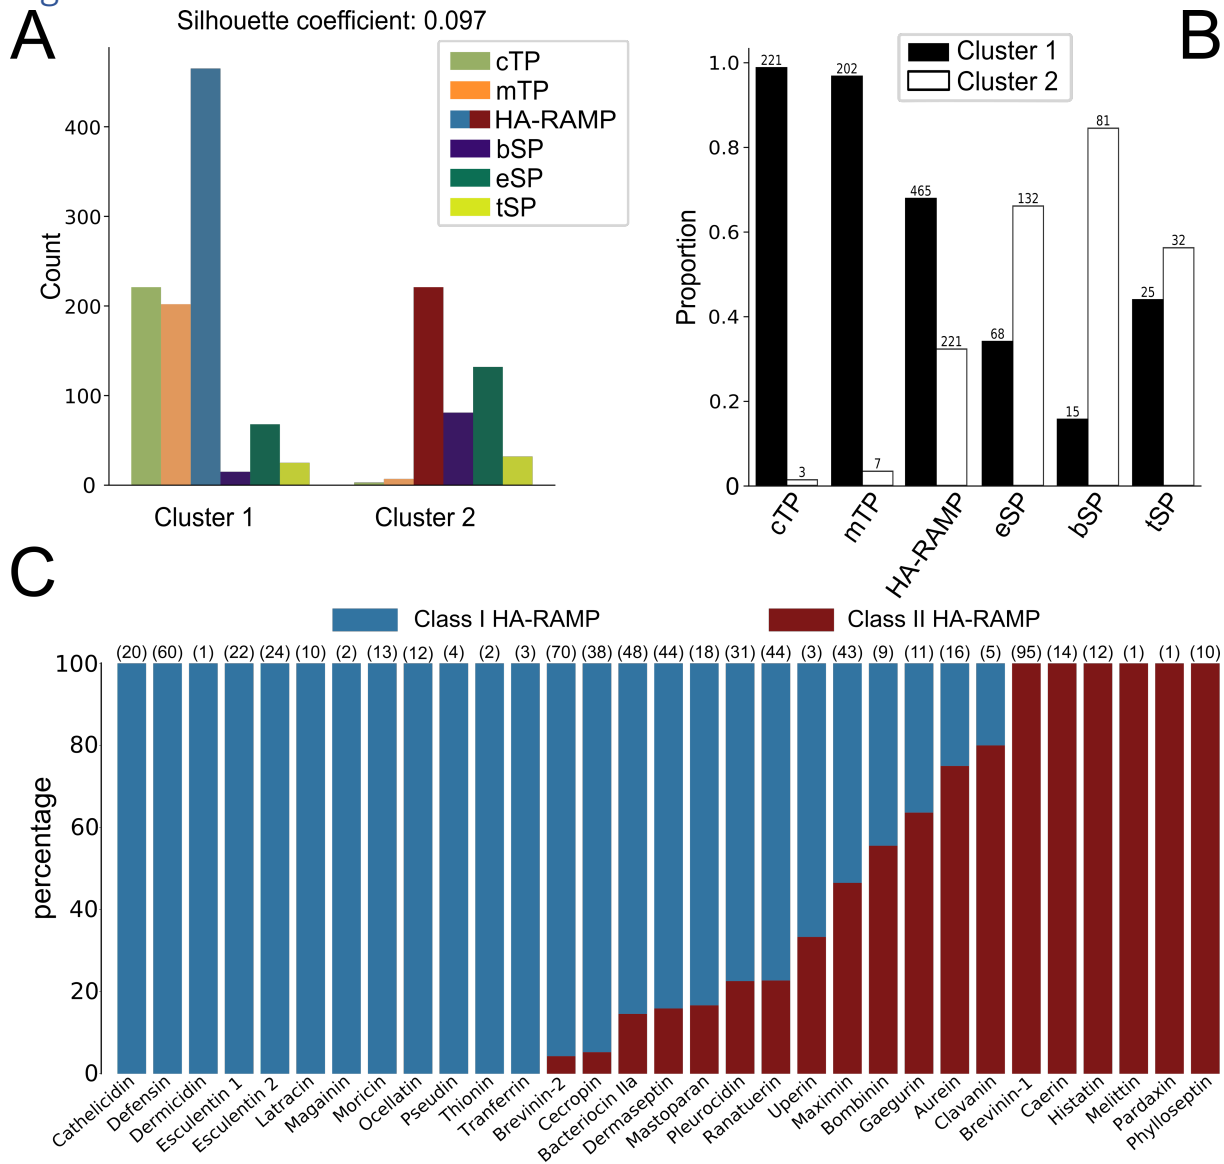 A
Silhouette coefficient: 0.097
Count
400
300
200
100
0
cTP
mTP
HA-RAMP
bSP
eSP
tSP
Cluster 1
Cluster 2
B
Cluster 1
Cluster 2
Proportion
1.0
0.8
0.6
0.4
0.2
0
221
3
202
7
465
221
68
132
15
81
25
32
cTP
mTP
HA-RAMP
eSP
bSP
tSP
C
Class I HA-RAMP
Class II HA-RAMP
(20) (60) (1) (22) (24) (10) (2) (13) (12) (4) (2) (3) (70) (38) (48) (44) (18) (31) (44) (3) (43) (9) (11) (16) (5) (95) (14) (12) (1) (1) (10)
percentage
100
80
60
40
20
0
Cathelicidin
Defensin
Dermicidin
Esculentin 1
Esculentin 2
Latracin
Magainin
Moricin
Ocellatin
Pseudin
Thionin
Tranferrin
Brevinin-2
Cecropin
Bacteriocin IIa
Dermaseptin
Mastoparan
Pleurocidin
Ranatuerin
Uperin
Maximin
Bombinin
Gaegurin
Aurein
Clavanin
Brevinin-1
Caerin
Histatin
Melittin
Pardaxin
Phylloseptin